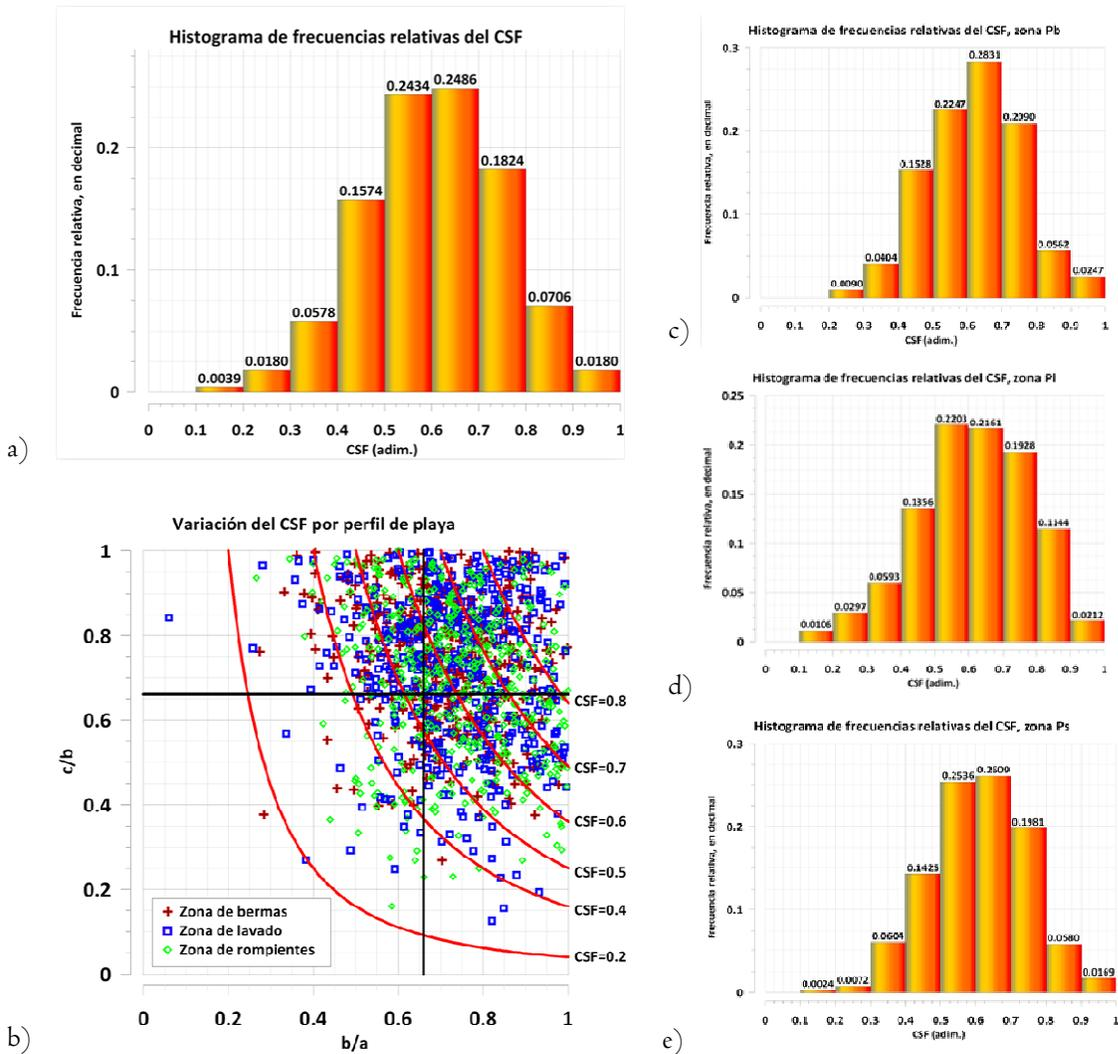 Histograma de frecuencias relativas del CSF
Frecuencia relativa, en decimal
0.2
0.1
0
0.0039
0.0180
0.0578
0.1574
0.2434
0.2486
0.1824
0.0706
0.0180
0 0.1 0.2 0.3 0.4 0.5 0.6 0.7 0.8 0.9 1
CSF (adim.)
a)
Variación del CSF por perfil de playa
c/b
1
0.8
0.6
0.4
0.2
0
CSF=0.8
CSF=0.7
CSF=0.6
CSF=0.5
CSF=0.4
CSF=0.2
Zona de bermas
Zona de lavado
Zona de rompientes
0 0.2 0.4 0.6 0.8 1
b/a
b)
Histograma de frecuencias relativas del CSF, zona Pb
Frecuencia relativa, en decimal
0.3
0.2
0.1
0
0.0090
0.0404
0.1528
0.2247
0.2831
0.2090
0.0562
0.0247
0 0.1 0.2 0.3 0.4 0.5 0.6 0.7 0.8 0.9 1
CSF (adim.)
c)
Histograma de frecuencias relativas del CSF, zona Pl
Frecuencia relativa, en decimal
0.25
0.2
0.15
0.1
0.05
0
0.0106
0.0297
0.0593
0.1356
0.2203
0.2161
0.1928
0.1144
0.0212
0 0.1 0.2 0.3 0.4 0.5 0.6 0.7 0.8 0.9 1
CSF (adim.)
d)
Histograma de frecuencias relativas del CSF, zona Ps
Frecuencia relativa, en decimal
0.3
0.2
0.1
0
0.0024
0.0072
0.0604
0.1425
0.2536
0.2609
0.1981
0.0580
0.0169
0 0.1 0.2 0.3 0.4 0.5 0.6 0.7 0.8 0.9 1
CSF (adim.)
e)